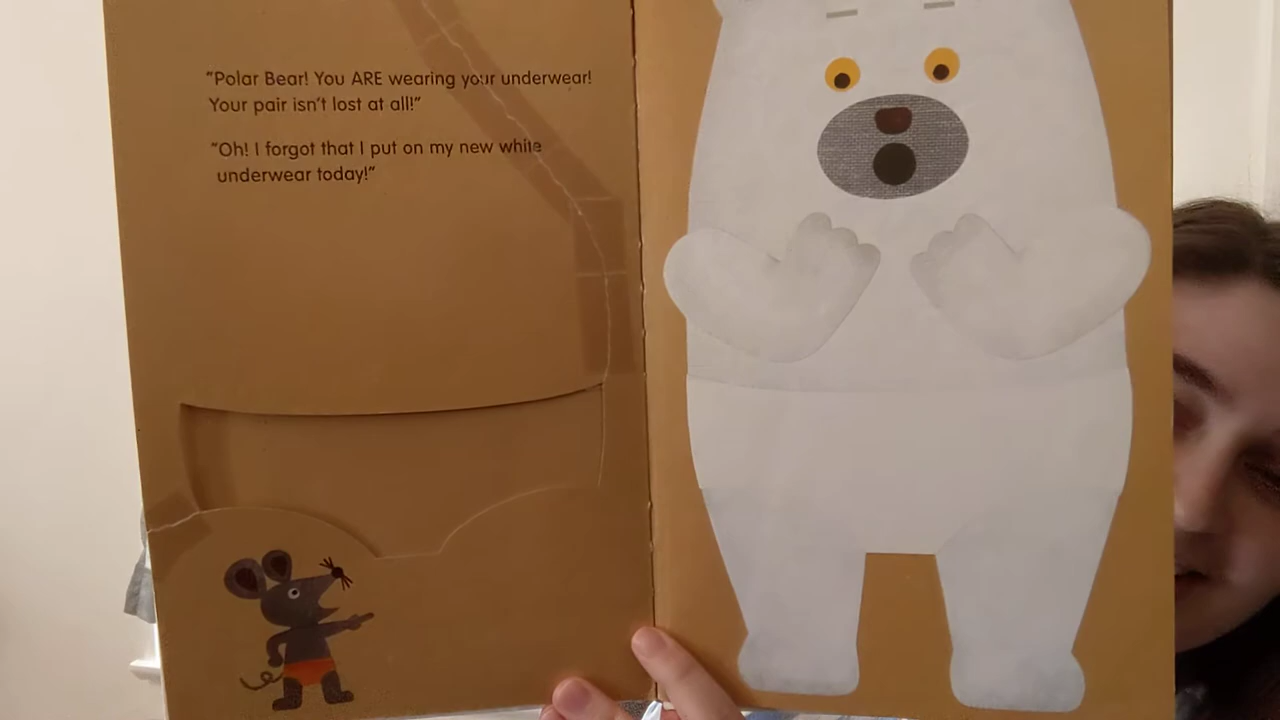 "Polar Bear! You ARE wearing your underwear!
Your pair isn't lost at all!"
"Oh! I forgot that I put on my new white
underwear today!"